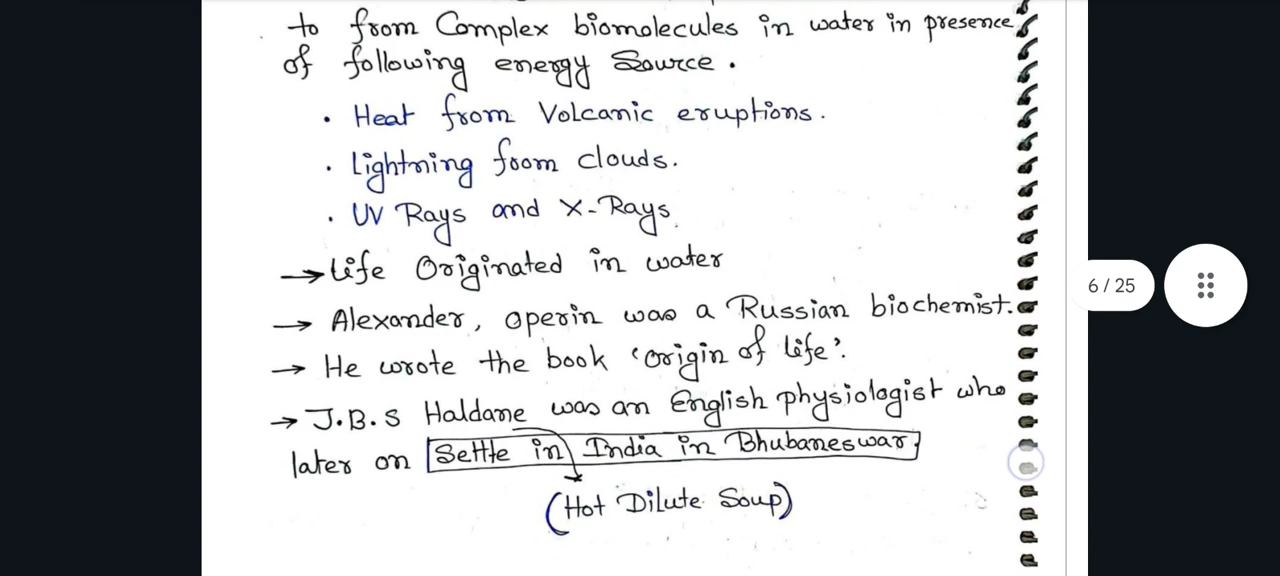 to from Complex biomolecules in water in presence
of following energy Source.
• Heat from Volcanic eruptions.
• Lightning from clouds.
• UV Rays and X-Rays.
→ Life Originated in water
→ Alexander, operin was a Russian biochemist.
→ He wrote the book 'origin of life'.
→ J.B.S Haldane was an English physiologist who
later on Settle in India in Bhubaneswar
(Hot Dilute Soup)
6 / 25